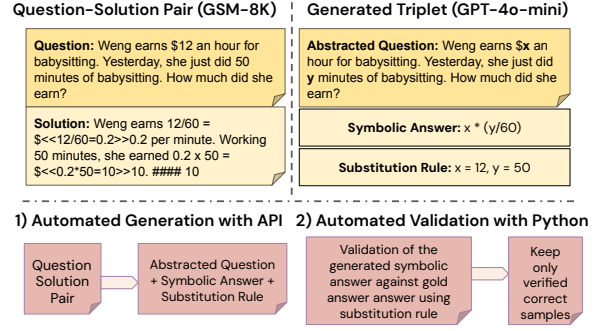 Question-Solution Pair (GSM-8K)
Question: Weng earns $12 an hour for
babysitting. Yesterday, she just did 50
minutes of babysitting. How much did she
earn?
Solution: Weng earns 12/60 =
$<<12/60=0.2>>0.2 per minute. Working
50 minutes, she earned 0.2 x 50 =
$<<0.2*50=10>>10. #### 10
Generated Triplet (GPT-4o-mini)
Abstracted Question: Weng earns $x an
hour for babysitting. Yesterday, she just did
y minutes of babysitting. How much did she
earn?
Symbolic Answer: x * (y/60)
Substitution Rule: x = 12, y = 50
1) Automated Generation with API
Question
Solution
Pair
Abstracted Question
+ Symbolic Answer +
Substitution Rule
2) Automated Validation with Python
Validation of the
generated symbolic
answer against gold
answer answer using
substitution rule
Keep
only
verified
correct
samples